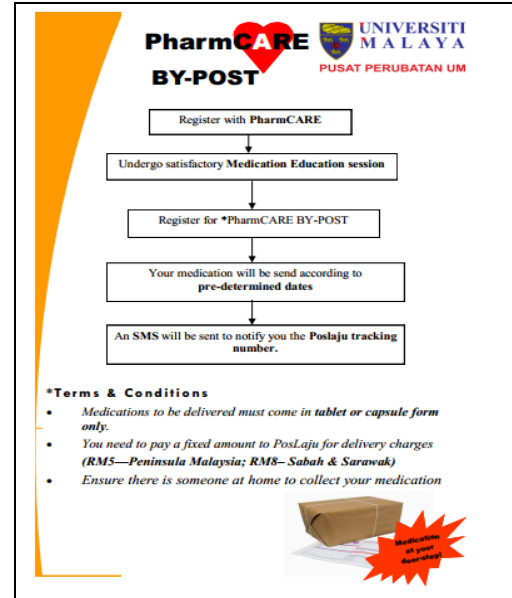 PharmCARE
BY-POST
UNIVERSITI
MALAYA
PUSAT PERUBATAN UM
Register with PharmCARE
Undergo satisfactory Medication Education session
Register for *PharmCARE BY-POST
Your medication will be send according to
pre-determined dates
An SMS will be sent to notify you the Poslaju tracking
number.
*Terms & Conditions
• Medications to be delivered must come in tablet or capsule form
only.
• You need to pay a fixed amount to PosLaju for delivery charges
(RM5—Peninsula Malaysia; RM8– Sabah & Sarawak)
• Ensure there is someone at home to collect your medication
Medication
at your
door-step!